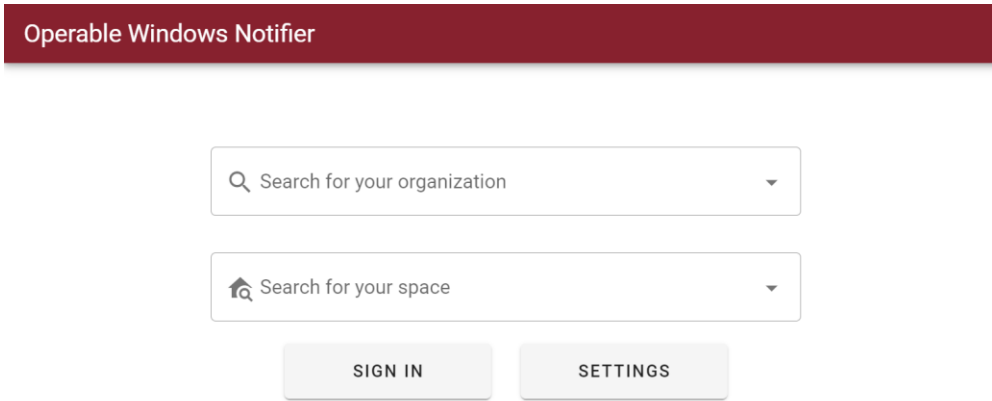 Operable Windows Notifier
Search for your organization
Search for your space
SIGN IN SETTINGS